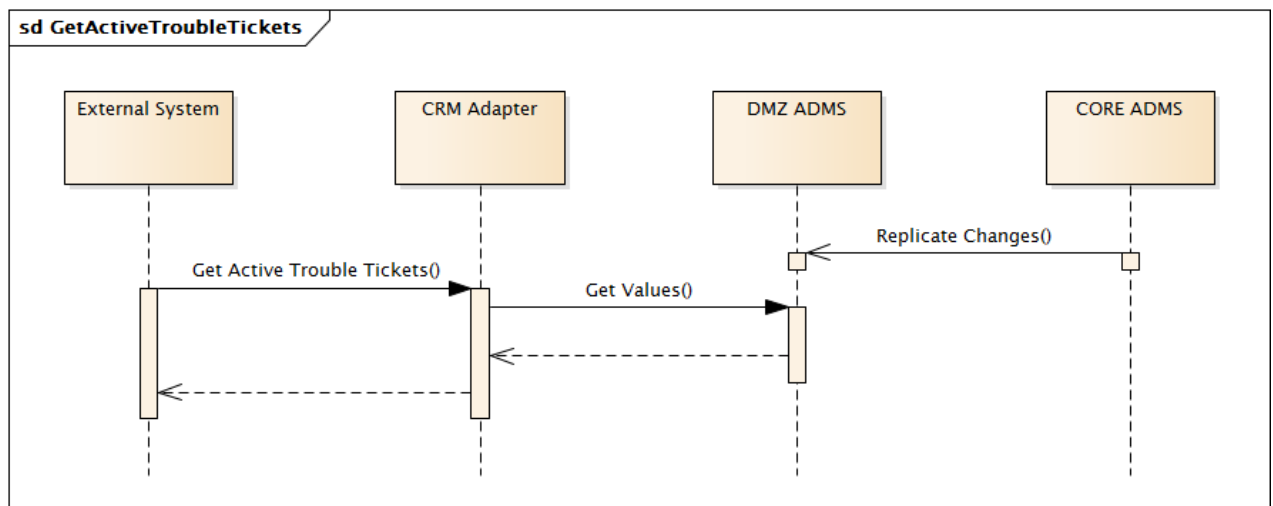 sd GetActiveTroubleTickets
External System
CRM Adapter
DMZ ADMS
CORE ADMS
Replicate Changes()
Get Active Trouble Tickets()
Get Values()